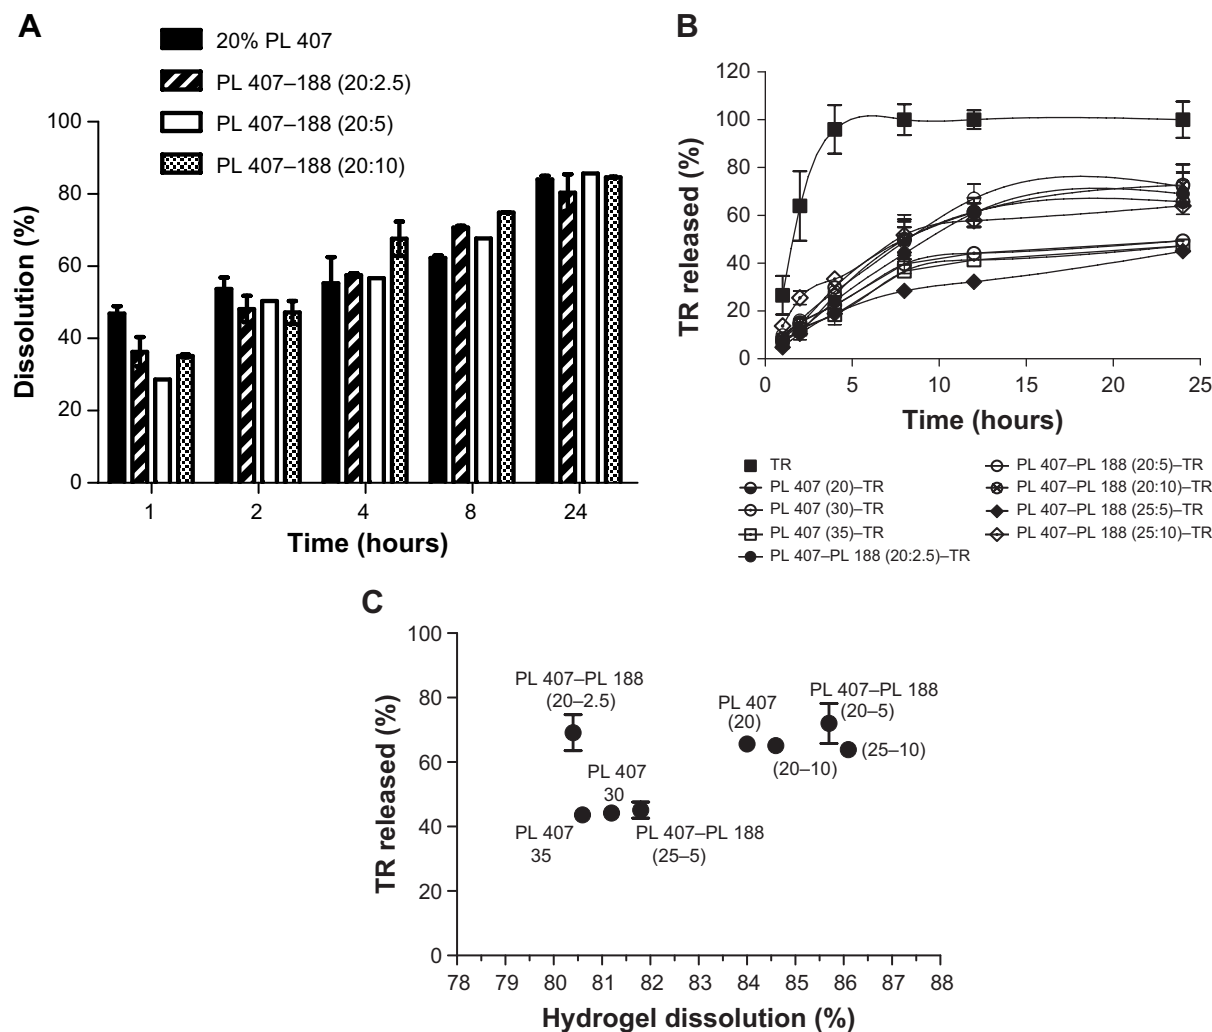 A
20% PL 407
PL 407–188 (20:2.5)
PL 407–188 (20:5)
PL 407–188 (20:10)
Dissolution (%)
100
80
60
40
20
0
1 2 4 8 24
Time (hours)
B
TR released (%)
120
100
80
60
40
20
0
0 5 10 15 20 25
Time (hours)
TR
PL 407 (20)–TR
PL 407 (30)–TR
PL 407 (35)–TR
PL 407–PL 188 (20:2.5)–TR
PL 407–PL 188 (20:5)–TR
PL 407–PL 188 (20:10)–TR
PL 407–PL 188 (25:5)–TR
PL 407–PL 188 (25:10)–TR
C
TR released (%)
100
80
60
40
20
0
PL 407–PL 188
(20–2.5)
PL 407
(20)
PL 407–PL 188
(20–5)
(20–10)
(25–10)
PL 407
30
PL 407
35
PL 407–PL 188
(25–5)
78 79 80 81 82 83 84 85 86 87 88
Hydrogel dissolution (%)